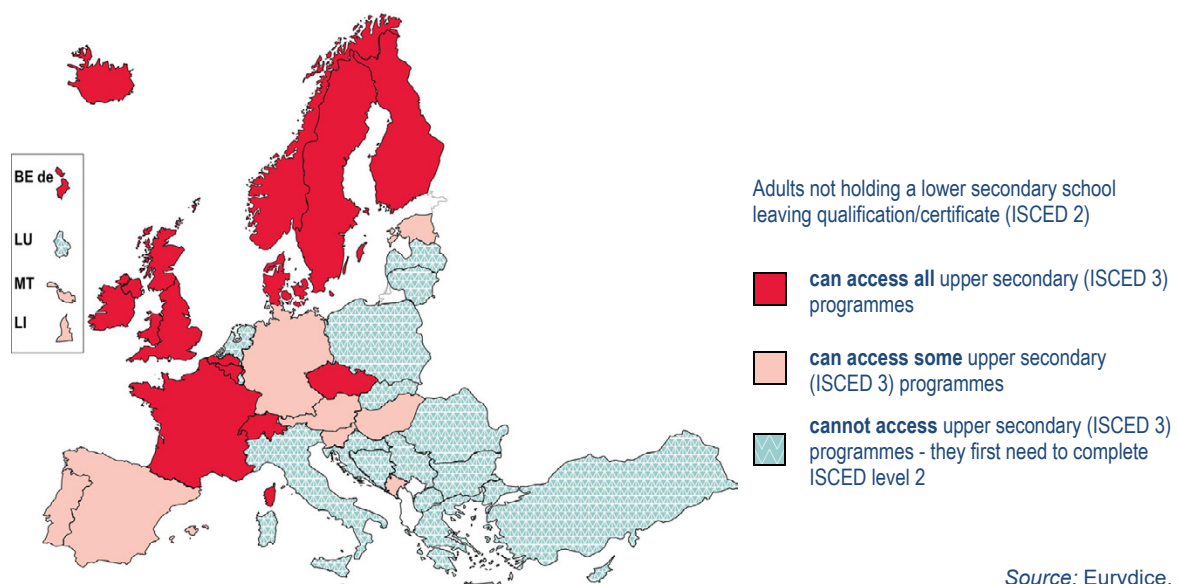 BE de
LU
MT
LI
Adults not holding a lower secondary school
leaving qualification/certificate (ISCED 2)
can access all upper secondary (ISCED 3)
programmes
can access some upper secondary
(ISCED 3) programmes
cannot access upper secondary (ISCED 3)
programmes - they first need to complete
ISCED level 2
Source: Eurydice.